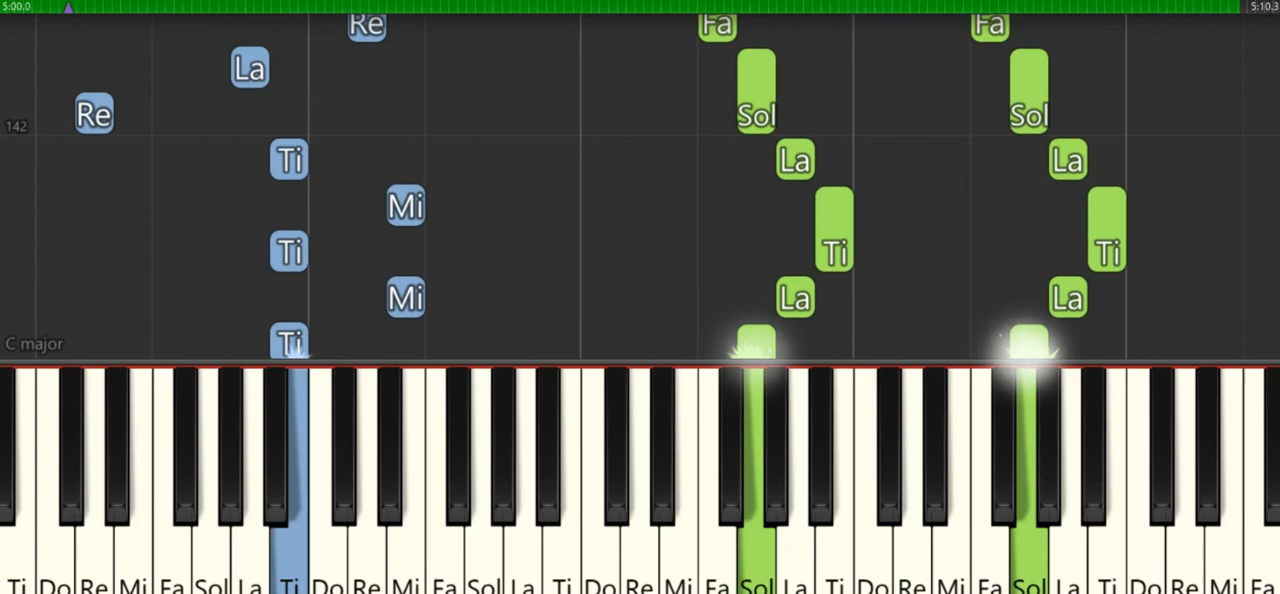 5:00.0 5:10.3
Re Fa Fa
La
Re Sol Sol
142
Ti La La
Mi
Ti Ti Ti
Mi La La
C major Ti
Ti Do Re Mi Fa Sol La Ti Do Re Mi Fa Sol La Ti Do Re Mi Fa Sol La Ti Do Re Mi Fa Sol La Ti Do Re Mi Fa